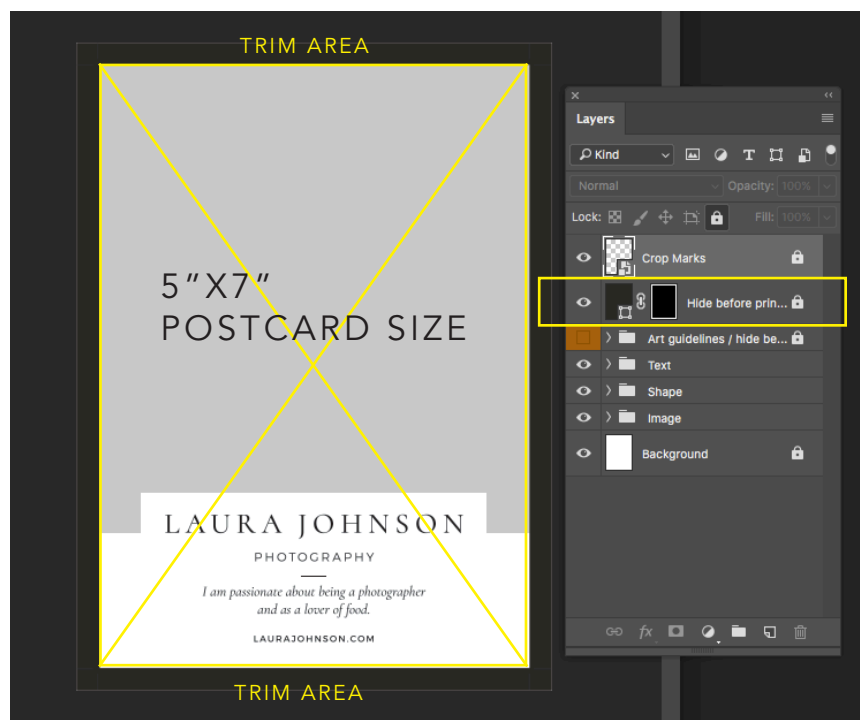 TRIM AREA
5”X7”
POSTCARD SIZE
LAURA JOHNSON
PHOTOGRAPHY
I am passionate about being a photographer
and as a lover of food.
LAURAJOHNSON.COM
TRIM AREA
Layers
Kind
Normal
Opacity: 100%
Lock:
Fill: 100%
Crop Marks
Hide before prin...
Art guidelines / hide be...
Text
Shape
Image
Background
fx